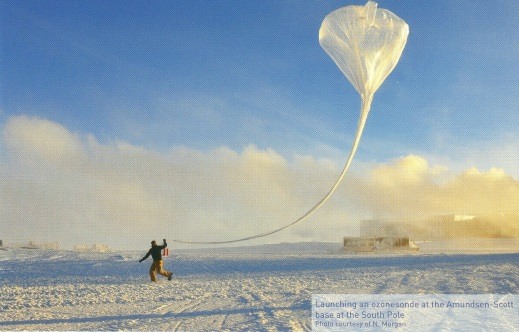 Launching an ozonesonde at the Amundsen-Scott
base at the South Pole
Photo courtesy of N. Morgan